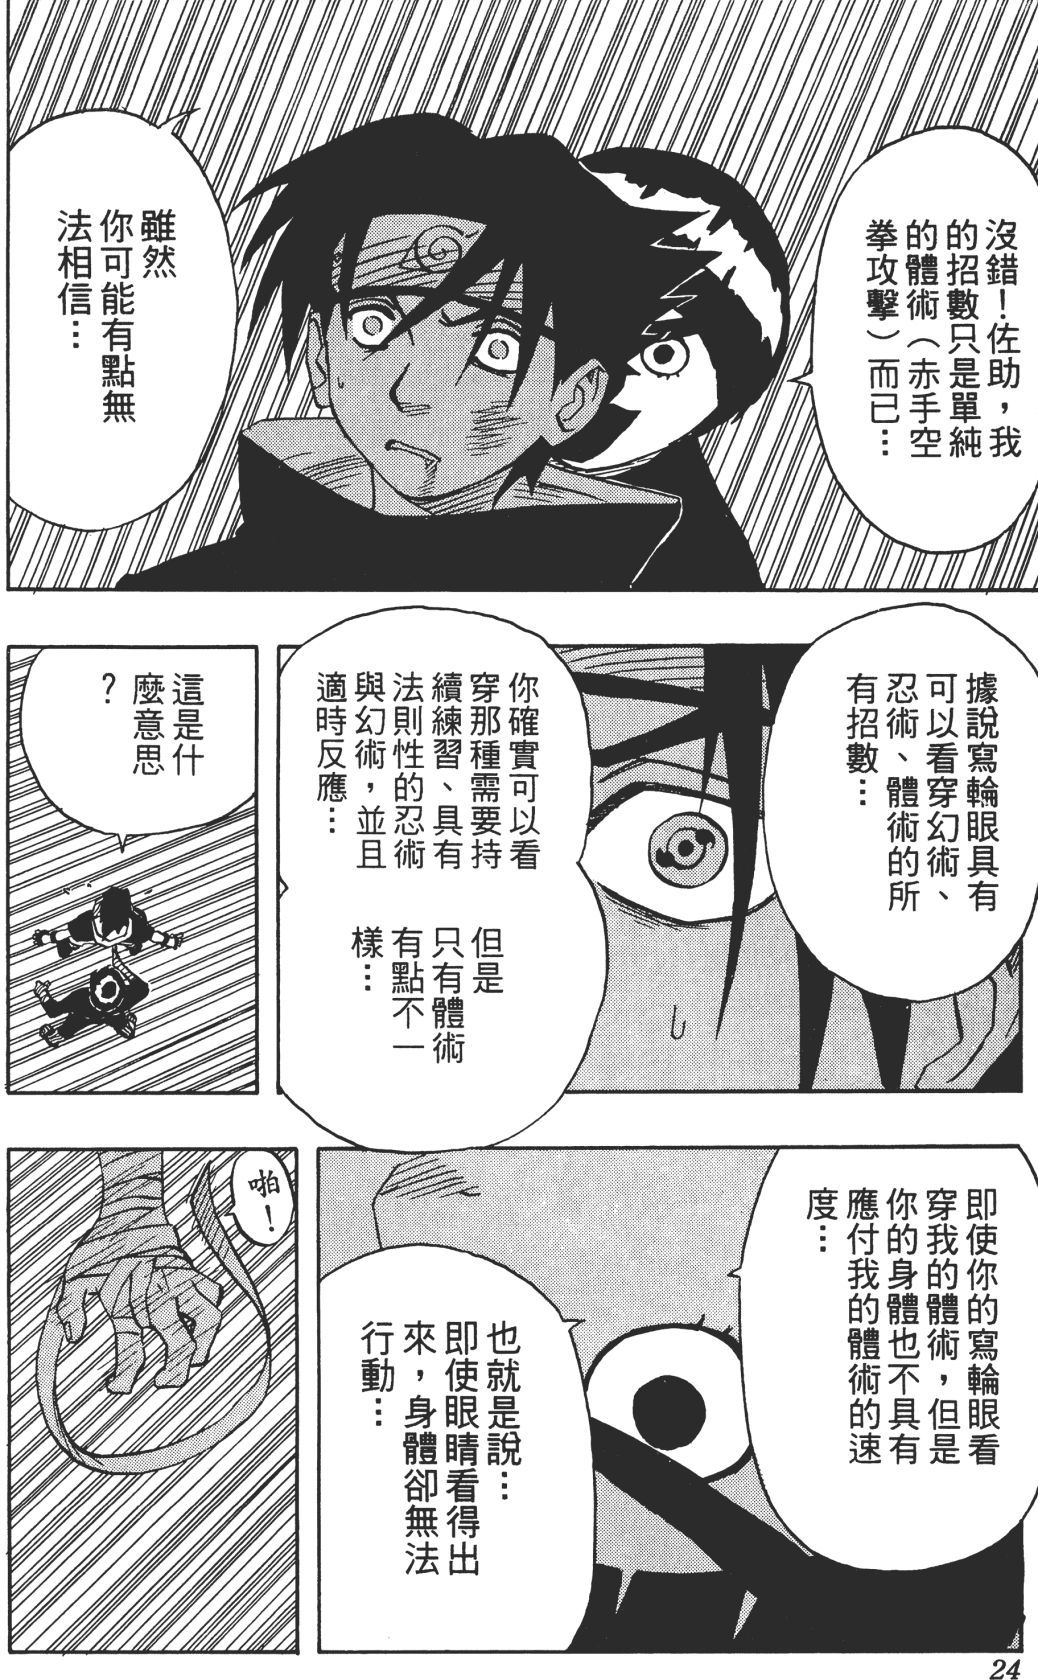 沒錯！佐助，我
的招數只是單純
的體術（赤手空
拳攻擊）而已…
雖然
你可能有點無
法相信…
據說寫輪眼具有
可以看穿幻術、
忍術、體術的所
有招數…
你確實可以看
穿那種需要持
續練習、具有
法則性的忍術
與幻術，並且
適時反應…
但是
只有體術
有點不一
樣…
這是什
麼意思
？
即使你的寫輪眼看
穿我的體術，但是
你的身體也不具有
應付我的體術的速
度…
也就是說…
即使眼睛看得出
來，身體卻無法
行動…
啪！
24